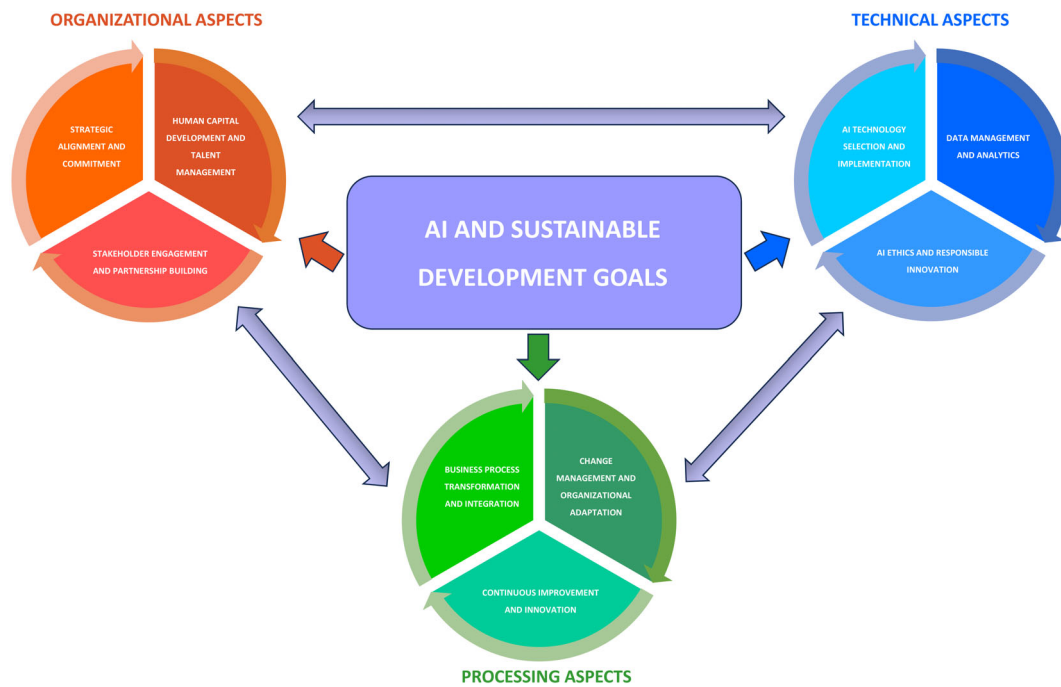 ORGANIZATIONAL ASPECTS
TECHNICAL ASPECTS
STRATEGIC
ALIGNMENT AND
COMMITMENT
HUMAN CAPITAL
DEVELOPMENT AND
TALENT
MANAGEMENT
STAKEHOLDER ENGAGEMENT
AND PARTNERSHIP BUILDING
AI TECHNOLOGY
SELECTION AND
IMPLEMENTATION
DATA MANAGEMENT
AND ANALYTICS
AI ETHICS AND RESPONSIBLE
INNOVATION
AI AND SUSTAINABLE
DEVELOPMENT GOALS
BUSINESS PROCESS
TRANSFORMATION
AND INTEGRATION
CHANGE
MANAGEMENT AND
ORGANIZATIONAL
ADAPTATION
CONTINUOUS IMPROVEMENT
AND INNOVATION
PROCESSING ASPECTS